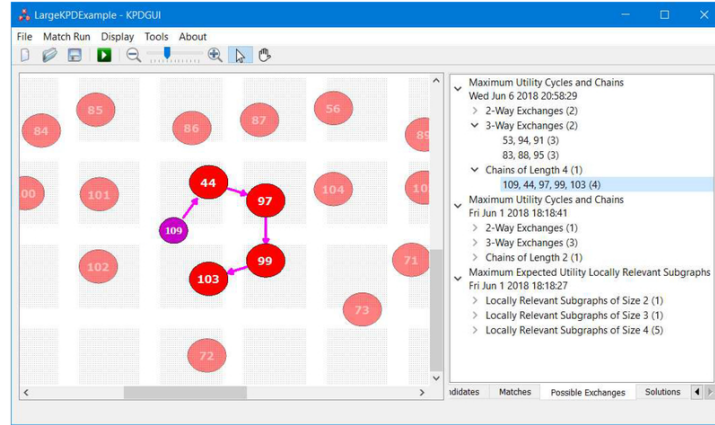 LargeKPDExample - KPDGUI
File Match Run Display Tools About
85
56
84
86
87
89
44
00
101
97
104
10
109
99
71
102
103
73
72
Maximum Utility Cycles and Chains
Wed Jun 6 2018 20:58:29
2-Way Exchanges (2)
3-Way Exchanges (2)
53, 94, 91 (3)
83, 88, 95 (3)
Chains of Length 4 (1)
109, 44, 97, 99, 103 (4)
Maximum Utility Cycles and Chains
Fri Jun 1 2018 18:18:41
2-Way Exchanges (1)
3-Way Exchanges (3)
Chains of Length 2 (1)
Maximum Expected Utility Locally Relevant Subgraphs
Fri Jun 1 2018 18:18:27
Locally Relevant Subgraphs of Size 2 (1)
Locally Relevant Subgraphs of Size 3 (1)
Locally Relevant Subgraphs of Size 4 (5)
ndidates Matches Possible Exchanges Solutions